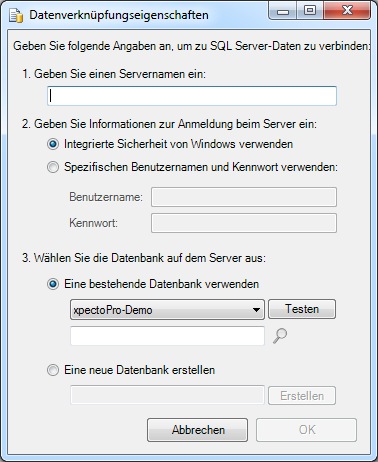 Datenverknüpfungseigenschaften
Geben Sie folgende Angaben an, um zu SQL Server-Daten zu verbinden:
1. Geben Sie einen Servernamen ein:
2. Geben Sie Informationen zur Anmeldung beim Server ein:
Integrierte Sicherheit von Windows verwenden
Spezifischen Benutzernamen und Kennwort verwenden:
Benutzername:
Kennwort:
3. Wählen Sie die Datenbank auf dem Server aus:
Eine bestehende Datenbank verwenden
xpectoPro-Demo Testen
Eine neue Datenbank erstellen
Erstellen
Abbrechen OK